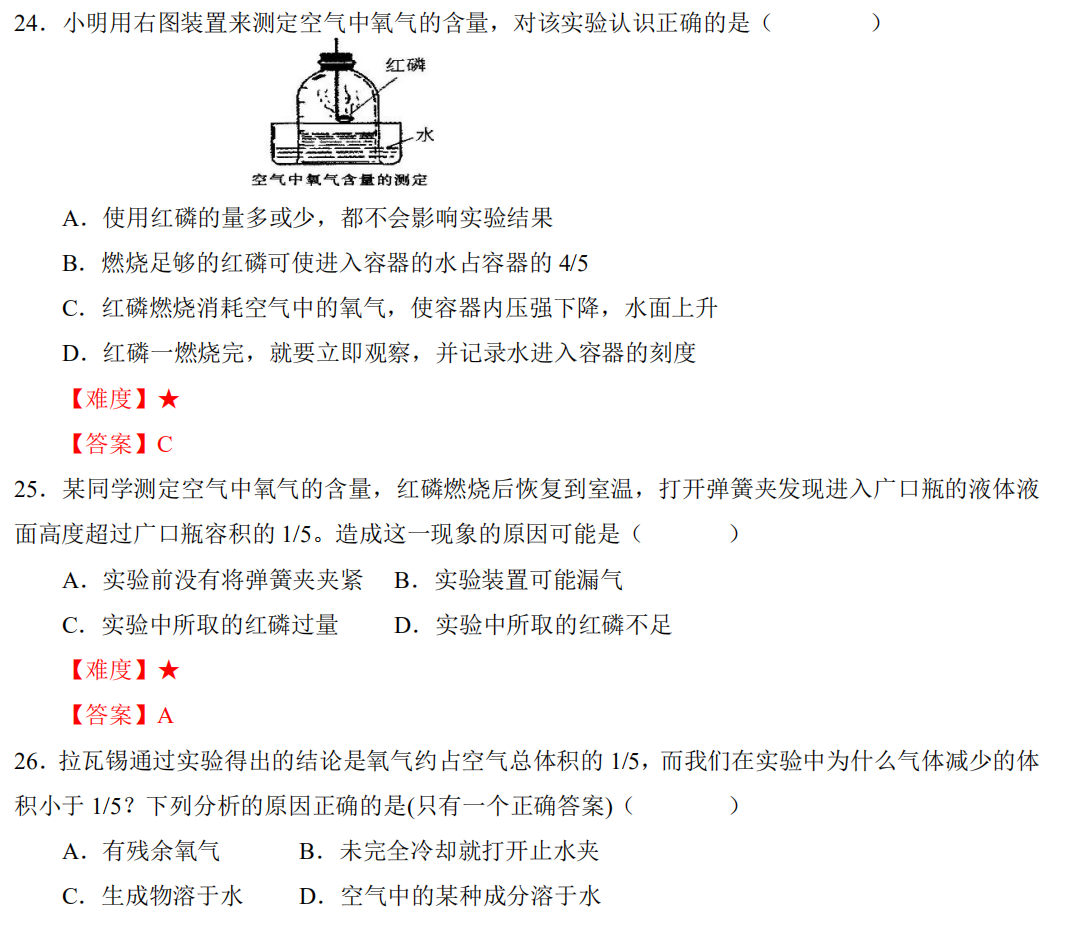 24．小明用右图装置来测定空气中氧气的含量，对该实验认识正确的是（　　　　）
红磷
水
空气中氧气含量的测定
A．使用红磷的量多或少，都不会影响实验结果
B．燃烧足够的红磷可使进入容器的水占容器的 4/5
C．红磷燃烧消耗空气中的氧气，使容器内压强下降，水面上升
D．红磷一燃烧完，就要立即观察，并记录水进入容器的刻度
【难度】★
【答案】C
25．某同学测定空气中氧气的含量，红磷燃烧后恢复到室温，打开弹簧夹发现进入广口瓶的液体液
面高度超过广口瓶容积的 1/5。造成这一现象的原因可能是（　　　　）
A．实验前没有将弹簧夹夹紧　B．实验装置可能漏气
C．实验中所取的红磷过量　　D．实验中所取的红磷不足
【难度】★
【答案】A
26．拉瓦锡通过实验得出的结论是氧气约占空气总体积的 1/5，而我们在实验中为什么气体减少的体
积小于 1/5？下列分析的原因正确的是(只有一个正确答案)（　　　　）
A．有残余氧气　　　B．未完全冷却就打开止水夹
C．生成物溶于水　　D．空气中的某种成分溶于水